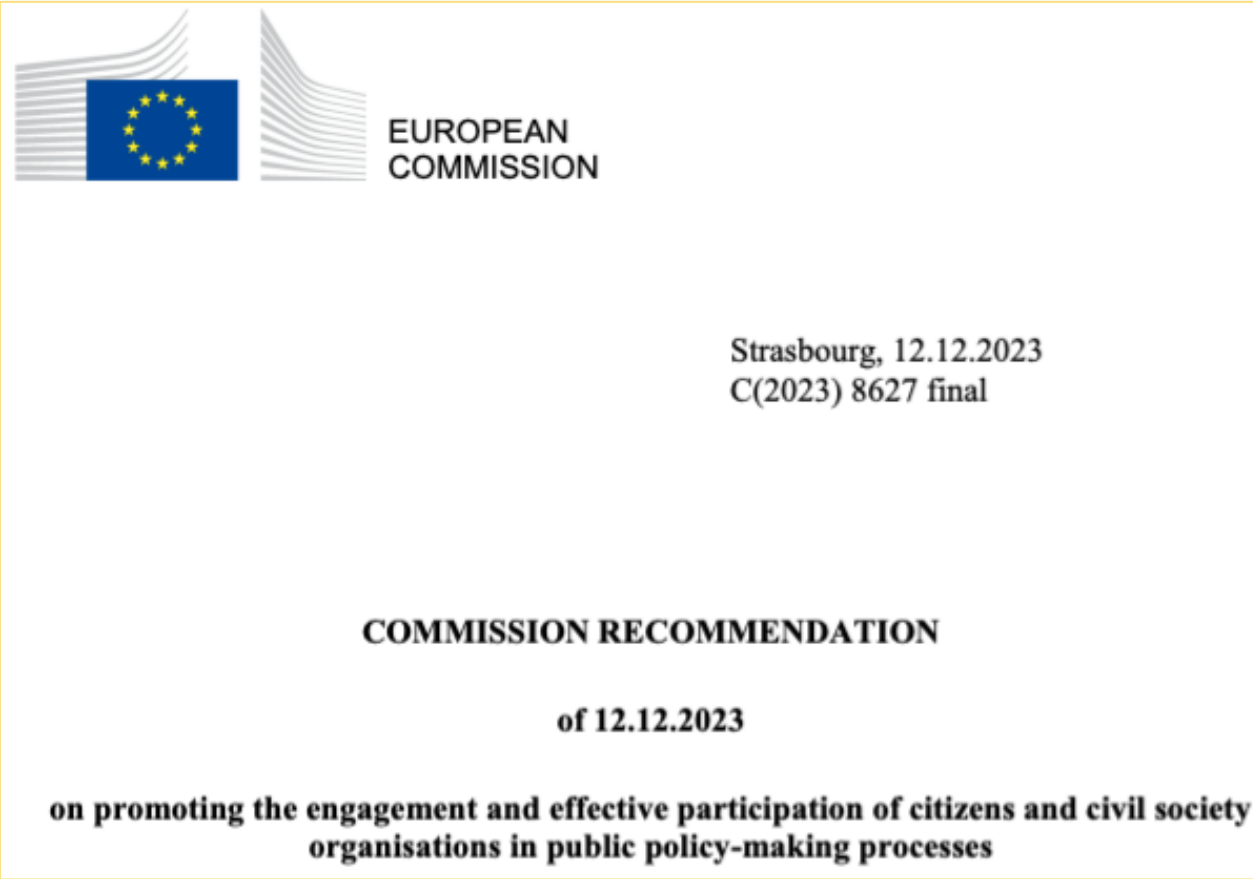 EUROPEAN
COMMISSION
Strasbourg, 12.12.2023
C(2023) 8627 final
COMMISSION RECOMMENDATION
of 12.12.2023
on promoting the engagement and effective participation of citizens and civil society
organisations in public policy-making processes